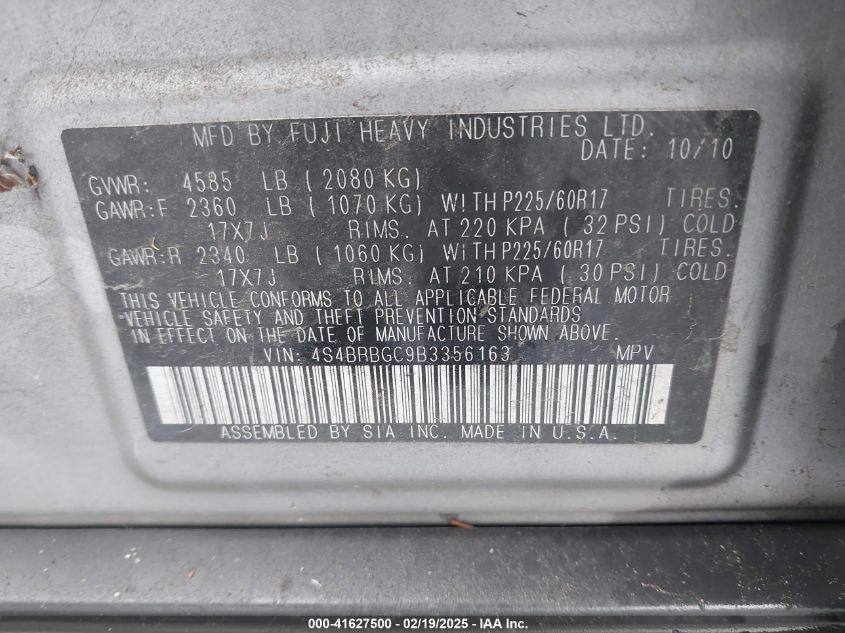 MFD BY FUJI HEAVY INDUSTRIES LTD.
DATE: 10/10
GVWR: 4585 LB ( 2080 KG)
GAWR:F 2360 LB ( 1070 KG) WITH P225/60R17 TIRES.
17X7J RIMS. AT 220 KPA ( 32 PSI) COLD
GAWR:R 2340 LB ( 1060 KG) WITH P225/60R17 TIRES.
17X7J RIMS. AT 210 KPA ( 30 PSI) COLD
THIS VEHICLE CONFORMS TO ALL APPLICABLE FEDERAL MOTOR
VEHICLE SAFETY AND THEFT PREVENTION STANDARDS
IN EFFECT ON THE DATE OF MANUFACTURE SHOWN ABOVE.
VIN: 4S4BRBGC9B3356163 MPV
ASSEMBLED BY SIA INC. MADE IN U.S.A.
000-41627500 - 02/19/2025 - IAA Inc.